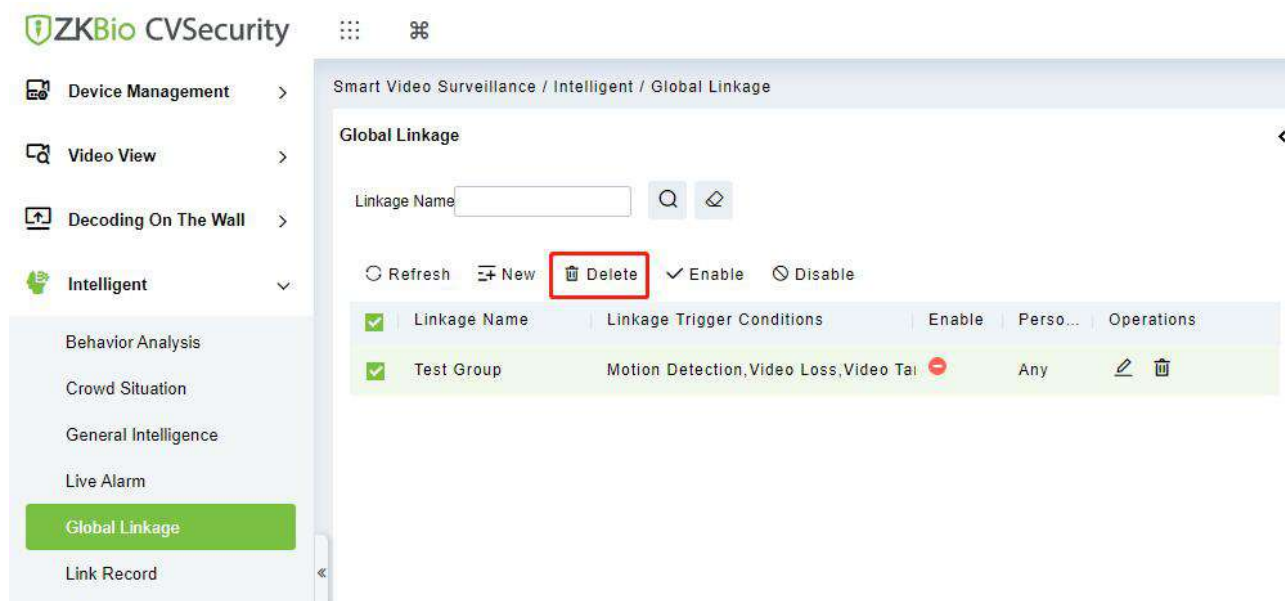 ZKBio CVSecurity
Device Management
Video View
Decoding On The Wall
Intelligent
Behavior Analysis
Crowd Situation
General Intelligence
Live Alarm
Global Linkage
Link Record
Smart Video Surveillance / Intelligent / Global Linkage
Global Linkage
Linkage Name
Refresh New Delete Enable Disable
Linkage Name Linkage Trigger Conditions Enable Perso... Operations
Test Group Motion Detection,Video Loss,Video Tar Any